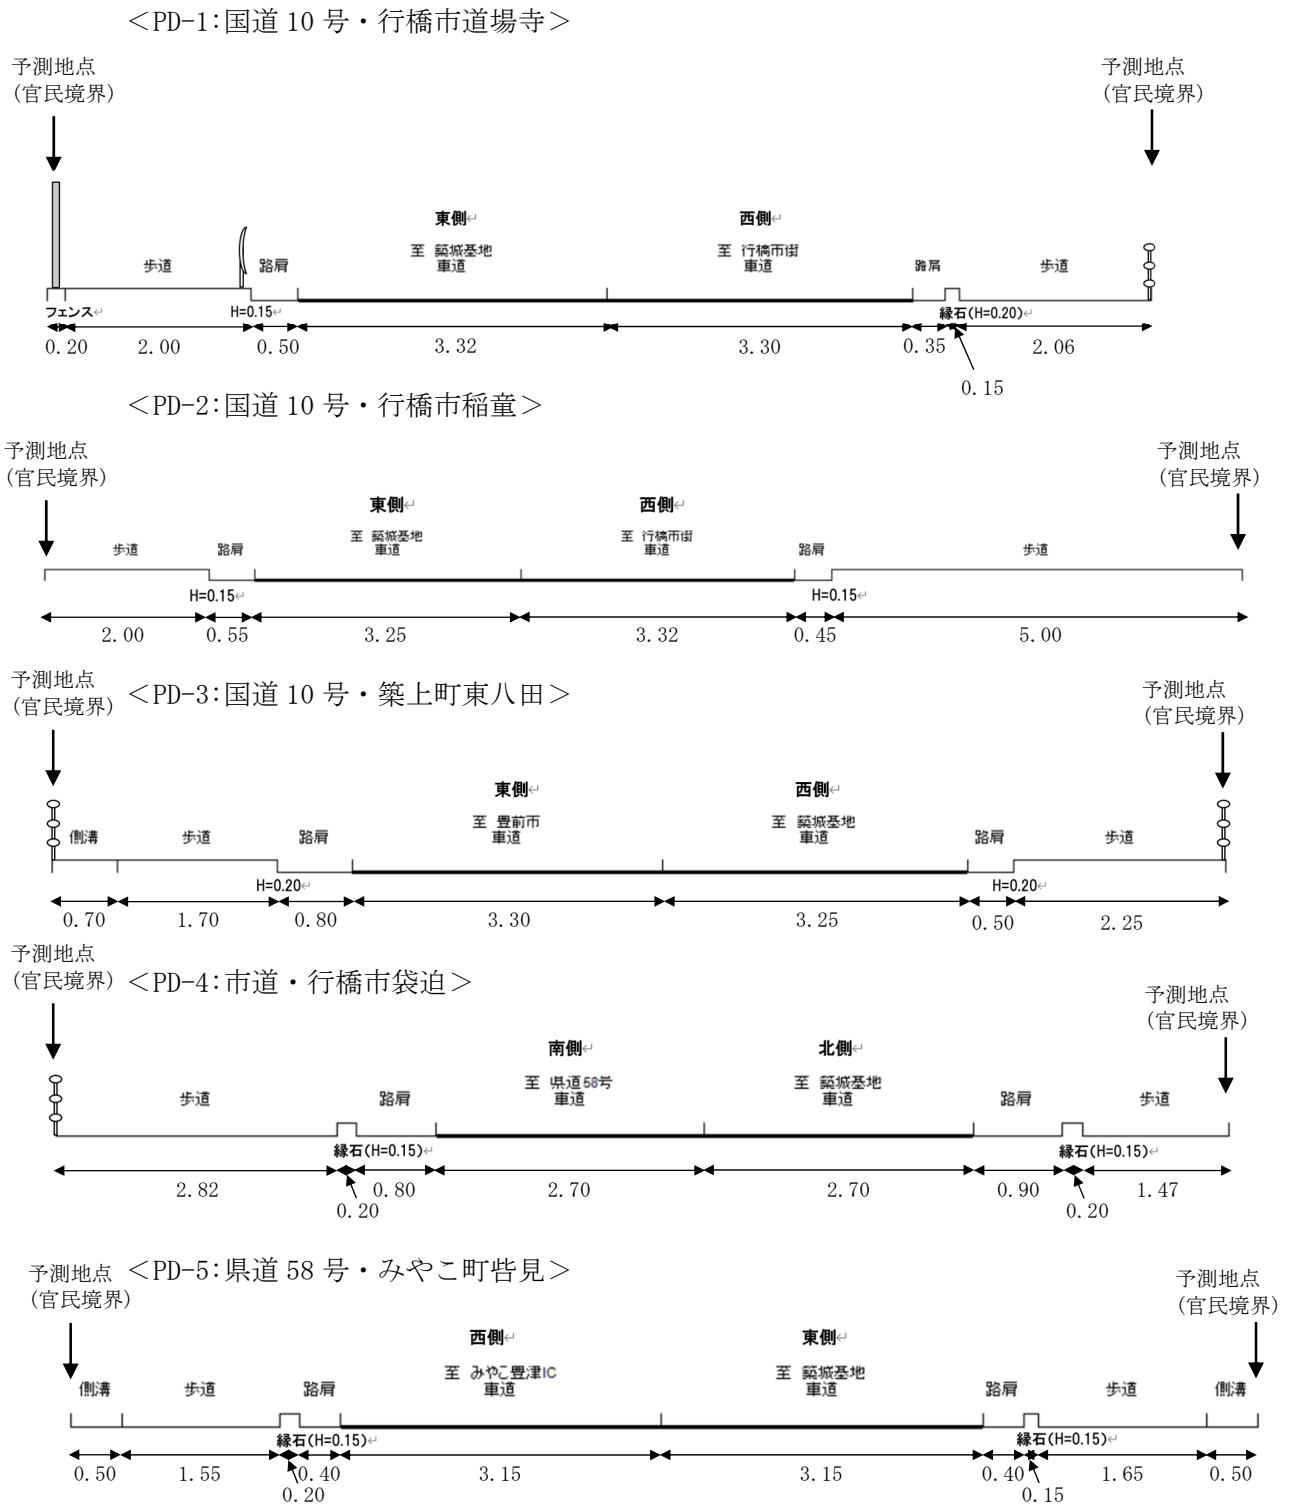 ＜PD-1:国道 10 号・行橋市道場寺＞
予測地点
(官民境界)
予測地点
(官民境界)
東側
西側
至 築城基地
車道
至 行橋市街
車道
歩道
路肩
路肩
歩道
フェンス
H=0.15
縁石(H=0.20)
0.20
2.00
0.50
3.32
3.30
0.35
2.06
0.15
＜PD-2:国道 10 号・行橋市稲童＞
予測地点
(官民境界)
予測地点
(官民境界)
東側
西側
至 築城基地
車道
至 行橋市街
車道
歩道
路肩
路肩
歩道
H=0.15
H=0.15
2.00
0.55
3.25
3.32
0.45
5.00
＜PD-3:国道 10 号・築上町東八田＞
予測地点
(官民境界)
予測地点
(官民境界)
東側
西側
至 豊前市
車道
至 築城基地
車道
側溝
歩道
路肩
路肩
歩道
H=0.20
H=0.20
0.70
1.70
0.80
3.30
3.25
0.50
2.25
＜PD-4:市道・行橋市袋迫＞
予測地点
(官民境界)
予測地点
(官民境界)
南側
北側
至 県道58号
車道
至 築城基地
車道
歩道
路肩
路肩
歩道
縁石(H=0.15)
縁石(H=0.15)
2.82
0.80
2.70
2.70
0.90
1.47
0.20
0.20
＜PD-5:県道 58 号・みやこ町呰見＞
予測地点
(官民境界)
予測地点
(官民境界)
西側
東側
至 みやこ豊津IC
車道
至 築城基地
車道
側溝
歩道
路肩
路肩
歩道
側溝
縁石(H=0.15)
縁石(H=0.15)
0.50
1.55
0.40
3.15
3.15
0.40
1.65
0.50
0.20
0.15